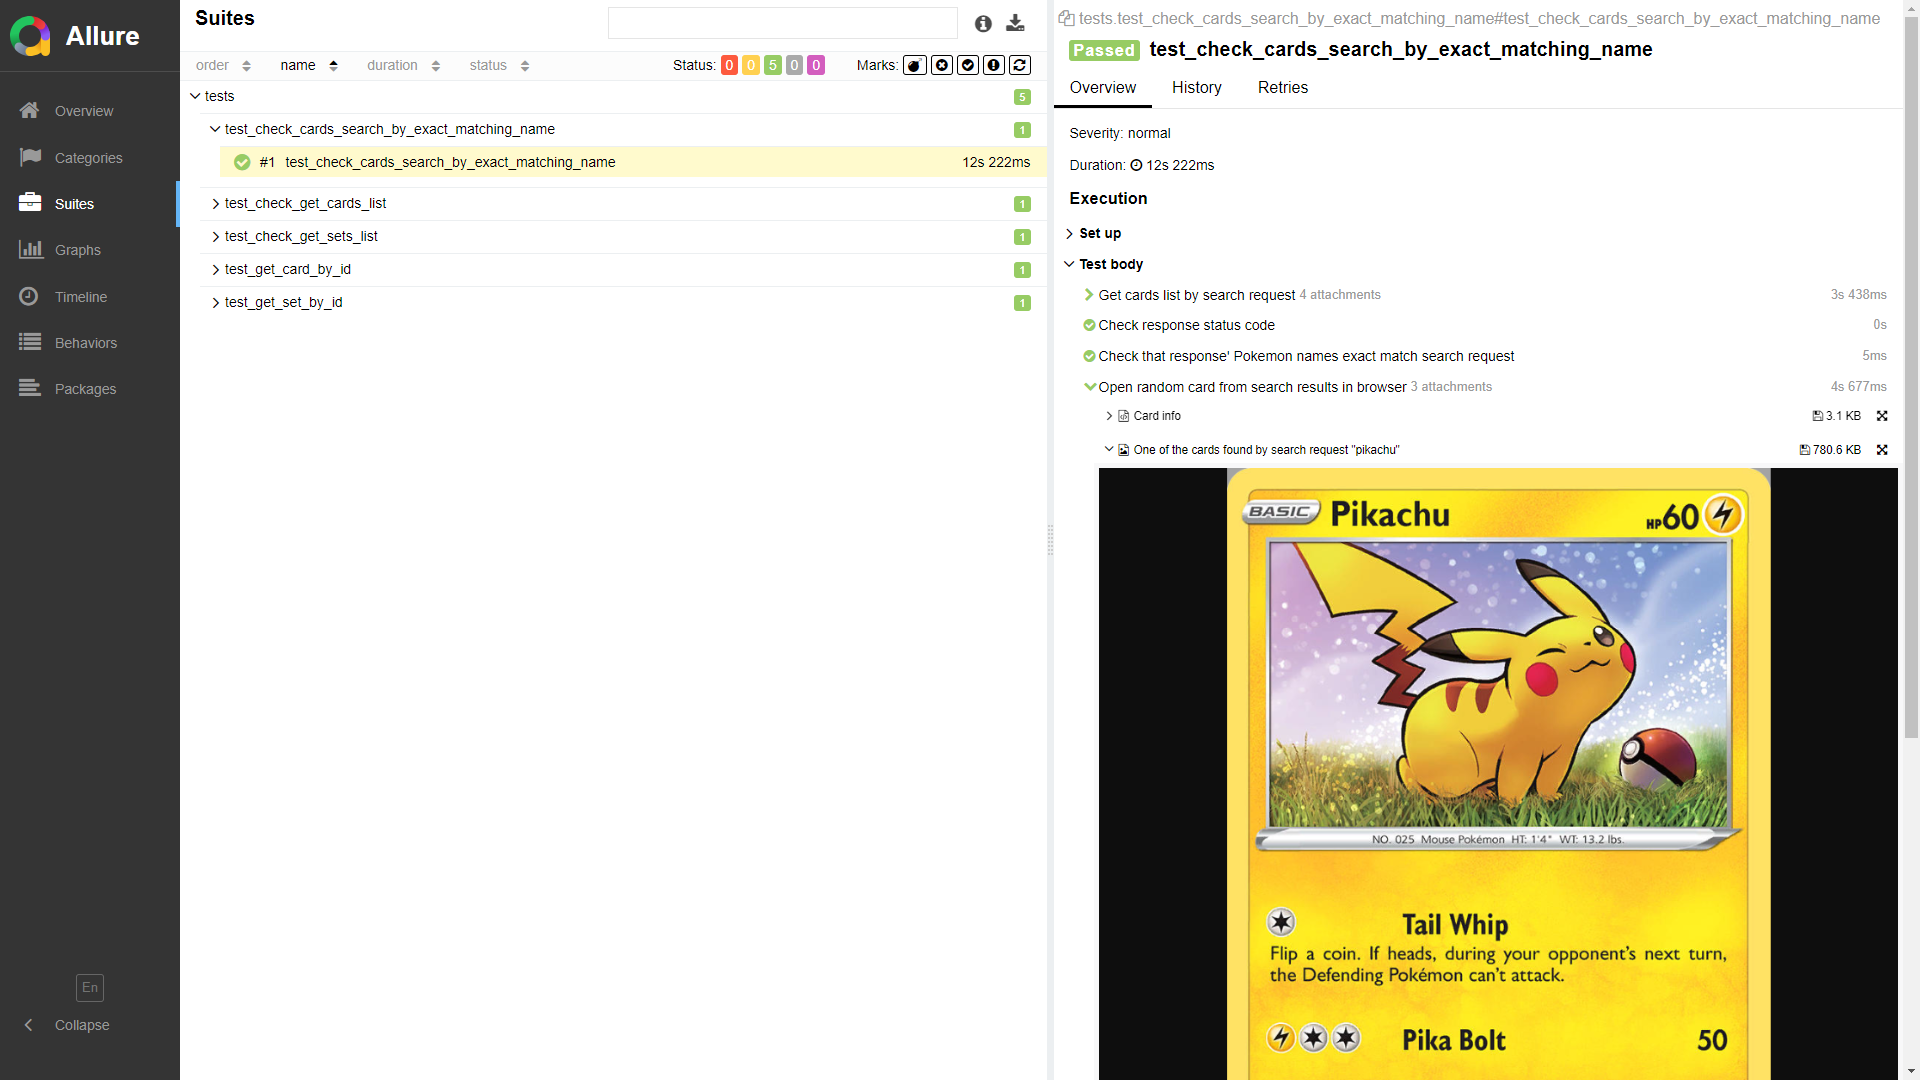 Allure
Overview
Categories
Suites
Graphs
Timeline
Behaviors
Packages
En
Collapse
Suites
order name duration status
Status: 0 0 5 0 0 Marks:
tests 5
test_check_cards_search_by_exact_matching_name 1
#1 test_check_cards_search_by_exact_matching_name 12s 222ms
test_check_get_cards_list 1
test_check_get_sets_list 1
test_get_card_by_id 1
test_get_set_by_id 1
tests.test_check_cards_search_by_exact_matching_name#test_check_cards_search_by_exact_matching_name
Passed test_check_cards_search_by_exact_matching_name
Overview History Retries
Severity: normal
Duration: 12s 222ms
Execution
Set up
Test body
Get cards list by search request 4 attachments 3s 438ms
Check response status code 0s
Check that response' Pokemon names exact match search request 5ms
Open random card from search results in browser 3 attachments 4s 677ms
Card info 3.1 KB
One of the cards found by search request "pikachu" 780.6 KB
BASIC Pikachu HP60
NO. 025 Mouse Pokémon HT: 1'4" WT: 13.2 lbs.
Tail Whip
Flip a coin. If heads, during your opponent's next turn,
the Defending Pokémon can't attack.
Pika Bolt 50